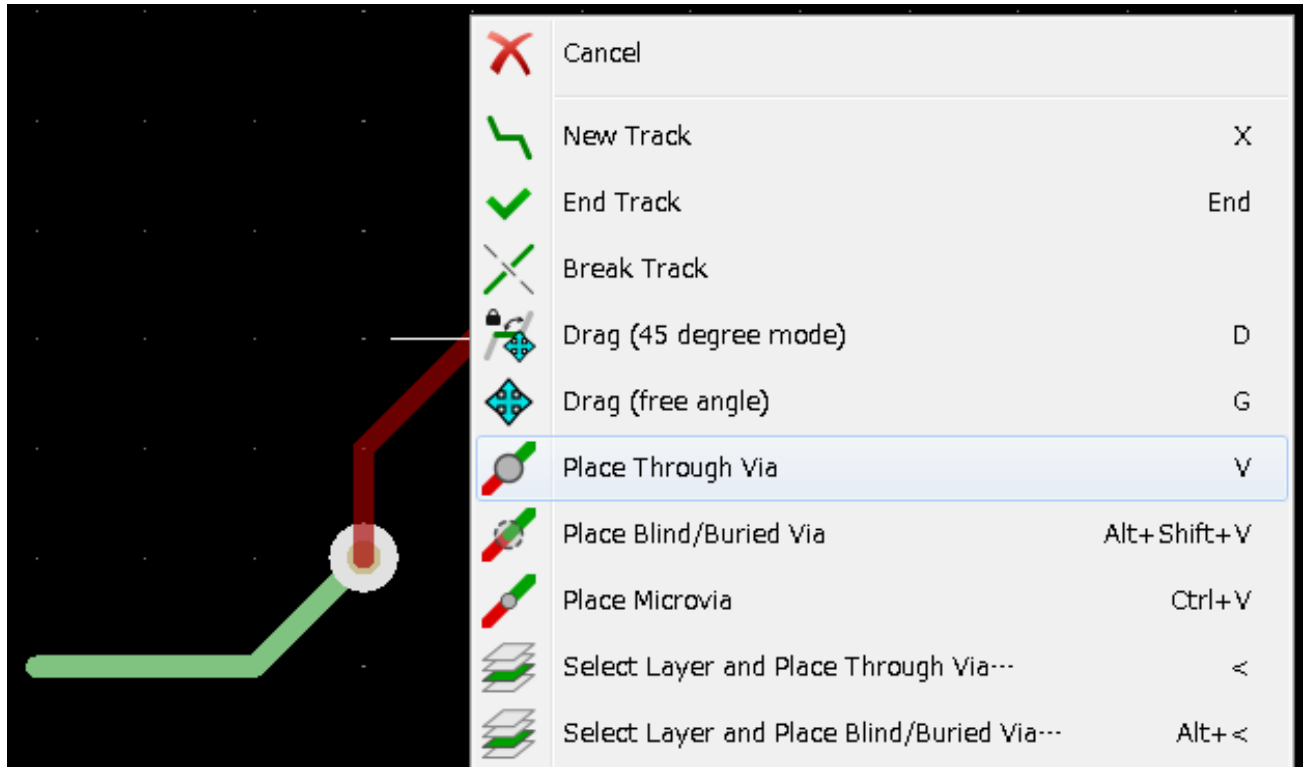 Cancel
New Track X
End Track End
Break Track
Drag (45 degree mode) D
Drag (free angle) G
Place Through Via V
Place Blind/Buried Via Alt+Shift+V
Place Microvia Ctrl+V
Select Layer and Place Through Via··· <
Select Layer and Place Blind/Buried Via··· Alt+<